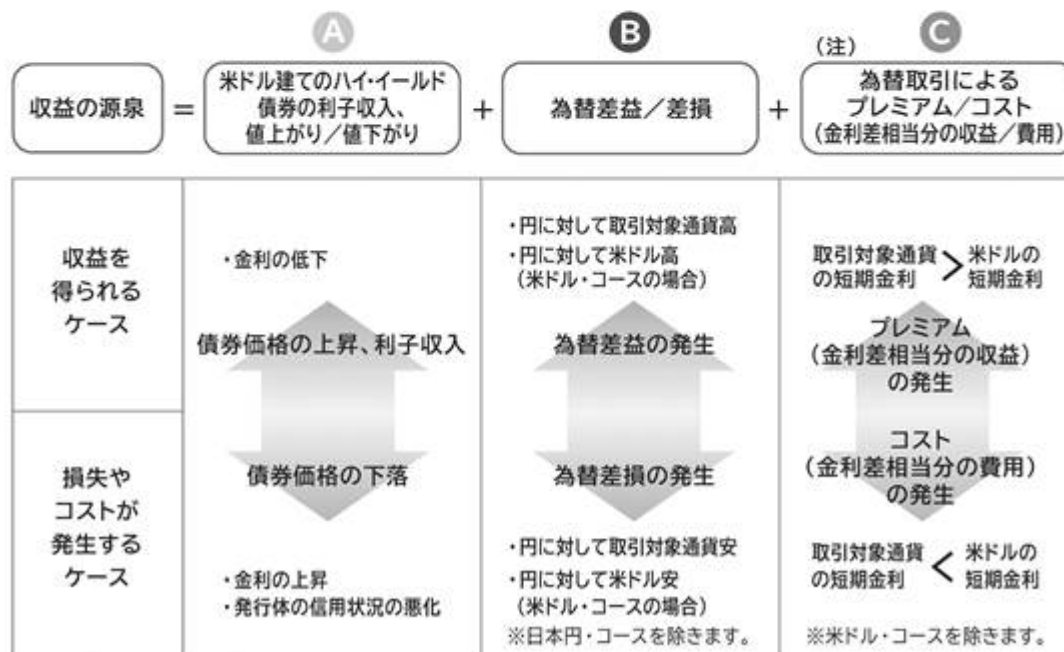 A
B
(注)
C
収益の源泉
=
米ドル建てのハイ・イールド
債券の利子収入、
値上がり/値下がり
+
為替差益/差損
+
為替取引による
プレミアム/コスト
(金利差相当分の収益/費用)
収益を
得られる
ケース
・金利の低下
債券価格の上昇、利子収入
・円に対して取引対象通貨高
・円に対して米ドル高
(米ドル・コースの場合)
為替差益の発生
取引対象通貨
の短期金利
>
米ドルの
短期金利
プレミアム
(金利差相当分の収益)
の発生
損失や
コストが
発生する
ケース
債券価格の下落
・金利の上昇
・発行体の信用状況の悪化
為替差損の発生
・円に対して取引対象通貨安
・円に対して米ドル安
(米ドル・コースの場合)
※日本円・コースを除きます。
コスト
(金利差相当分の費用)
の発生
取引対象通貨
の短期金利
<
米ドルの
短期金利
※米ドル・コースを除きます。